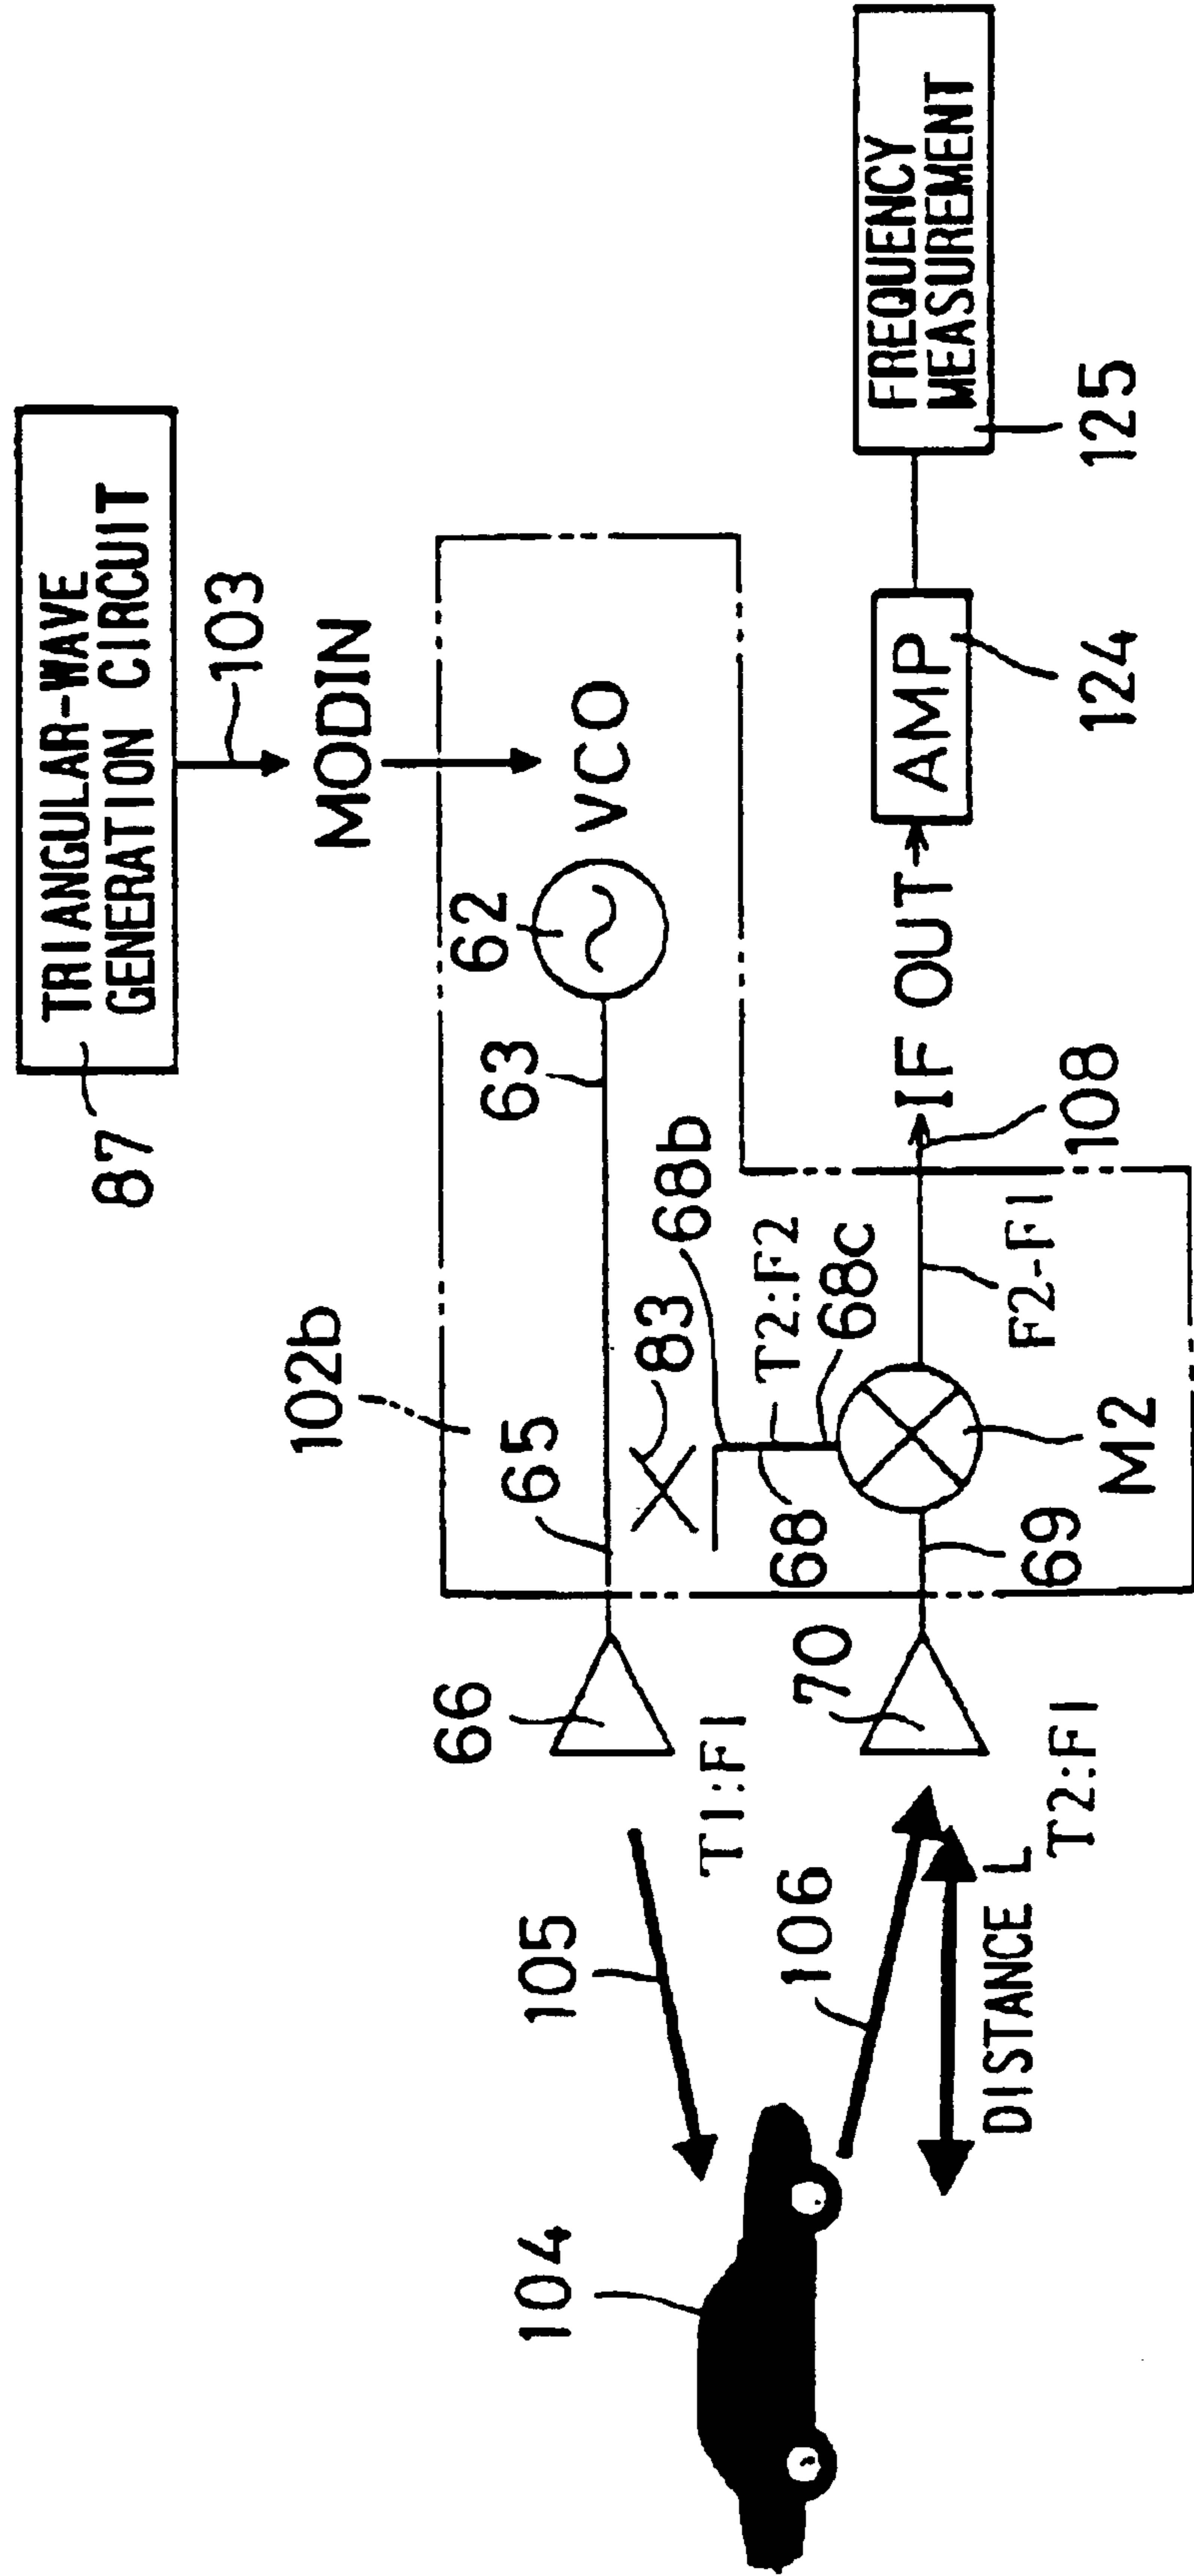 TRIANGULAR-WAVE
GENERATION CIRCUIT
87
103
MODIN
102b
VCO
62
63
65
66
105
104
T1:F1
83
68b
T2:F2
68c
68
69
M2
F2-F1
108
IF OUT
AMP
124
FREQUENCY
MEASUREMENT
125
70
T2:F1
106
DISTANCE L